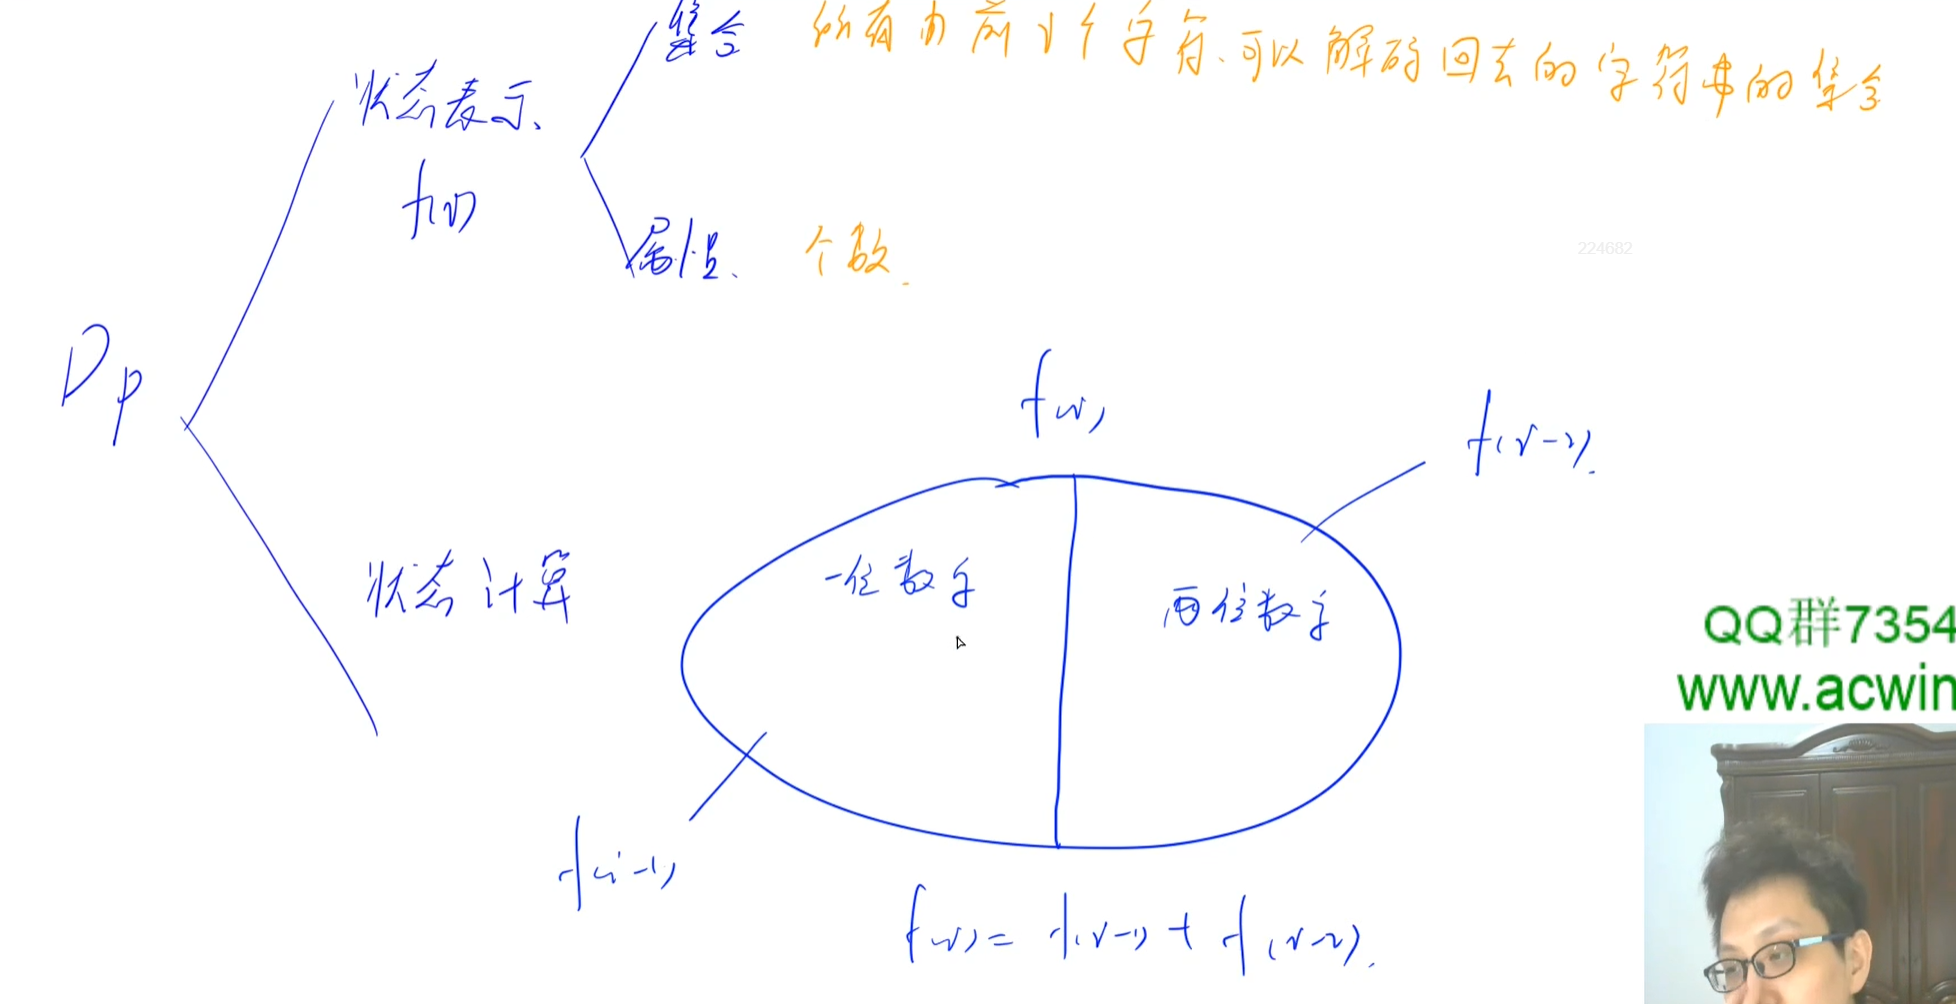 集合 所有由前i个字符、可以解码回去的字符串的集合
状态表示、
f(i)
属性、 个数.
224682
DP
f(i)
f(i-2).
状态计算
一位数字
两位数字
QQ群7354
www.acwin
f(i-1)
f(i)= f(i-1) + f(i-2).